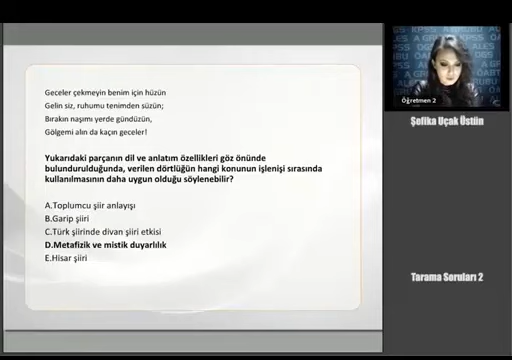 Geceler çekmeyin benim için hüzün
Gelin siz, ruhumu tenimden süzün;
Bırakın naşımı yerde gündüzün,
Gölgemi alın da kaçın geceler!
Yukarıdaki parçanın dil ve anlatım özellikleri göz önünde
bulundurulduğunda, verilen dörtlüğün hangi konunun işlenişi sırasında
kullanılmasının daha uygun olduğu söylenebilir?
A.Toplumcu şiir anlayışı
B.Garip şiiri
C.Türk şiirinde divan şiiri etkisi
D.Metafizik ve mistik duyarlılık
E.Hisar şiiri
Öğretmen 2
Şefika Uçak Üstün
Tarama Soruları 2